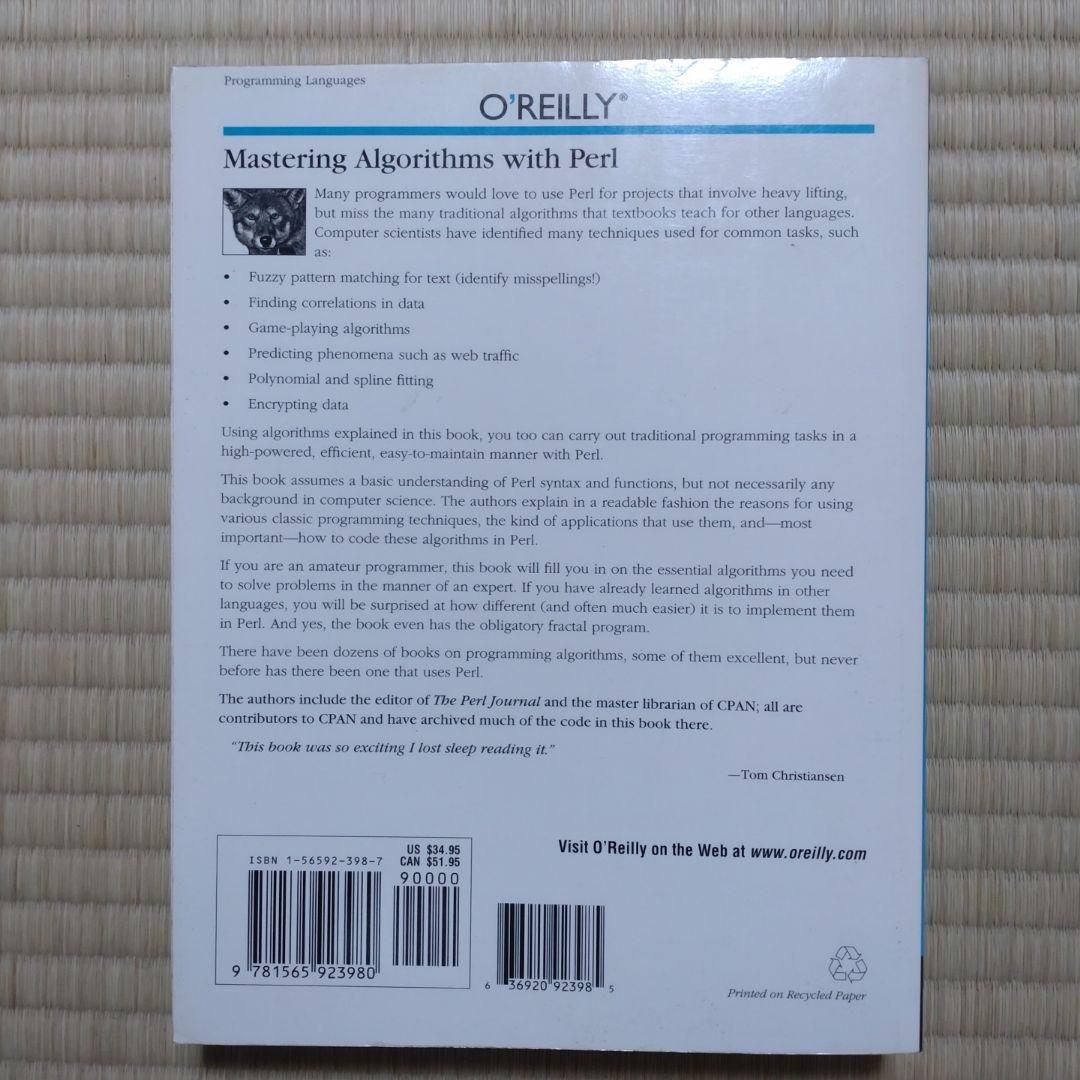 Programming Languages
O'REILLY®
Mastering Algorithms with Perl
Many programmers would love to use Perl for projects that involve heavy lifting,
but miss the many traditional algorithms that textbooks teach for other languages.
Computer scientists have identified many techniques used for common tasks, such
as:
• Fuzzy pattern matching for text (identify misspellings!)
• Finding correlations in data
• Game-playing algorithms
• Predicting phenomena such as web traffic
• Polynomial and spline fitting
• Encrypting data
Using algorithms explained in this book, you too can carry out traditional programming tasks in a
high-powered, efficient, easy-to-maintain manner with Perl.
This book assumes a basic understanding of Perl syntax and functions, but not necessarily any
background in computer science. The authors explain in a readable fashion the reasons for using
various classic programming techniques, the kind of applications that use them, and—most
important—how to code these algorithms in Perl.
If you are an amateur programmer, this book will fill you in on the essential algorithms you need
to solve problems in the manner of an expert. If you have already learned algorithms in other
languages, you will be surprised at how different (and often much easier) it is to implement them
in Perl. And yes, the book even has the obligatory fractal program.
There have been dozens of books on programming algorithms, some of them excellent, but never
before has there been one that uses Perl.
The authors include the editor of The Perl Journal and the master librarian of CPAN; all are
contributors to CPAN and have archived much of the code in this book there.
"This book was so exciting I lost sleep reading it."
—Tom Christiansen
US $34.95
CAN $51.95
ISBN 1-56592-398-7
90000
9 781565 923980
6 36920 92398 5
Visit O'Reilly on the Web at www.oreilly.com
Printed on Recycled Paper